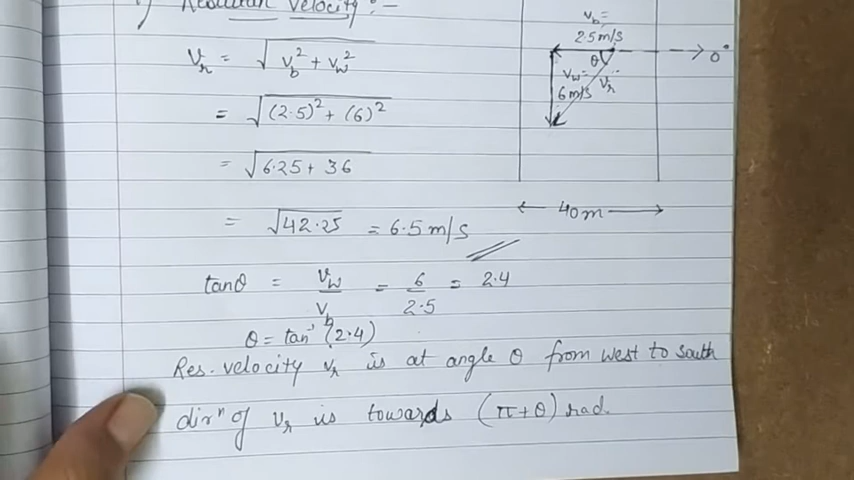 Resultan velocity :-
Vr = √(Vb² + Vw²)
= √((2.5)² + (6)²)
= √(6.25 + 36)
= √42.25 = 6.5 m/s
tanθ = Vw/Vb = 6/2.5 = 2.4
θ = tan⁻¹ (2.4)
Res. velocity Vr is at angle θ from west to south
dirⁿ of Vr is towards (π+θ) rad.
Vb =
2.5 m/s
0°
θ
Vw =
6 m/s
Vr
40m